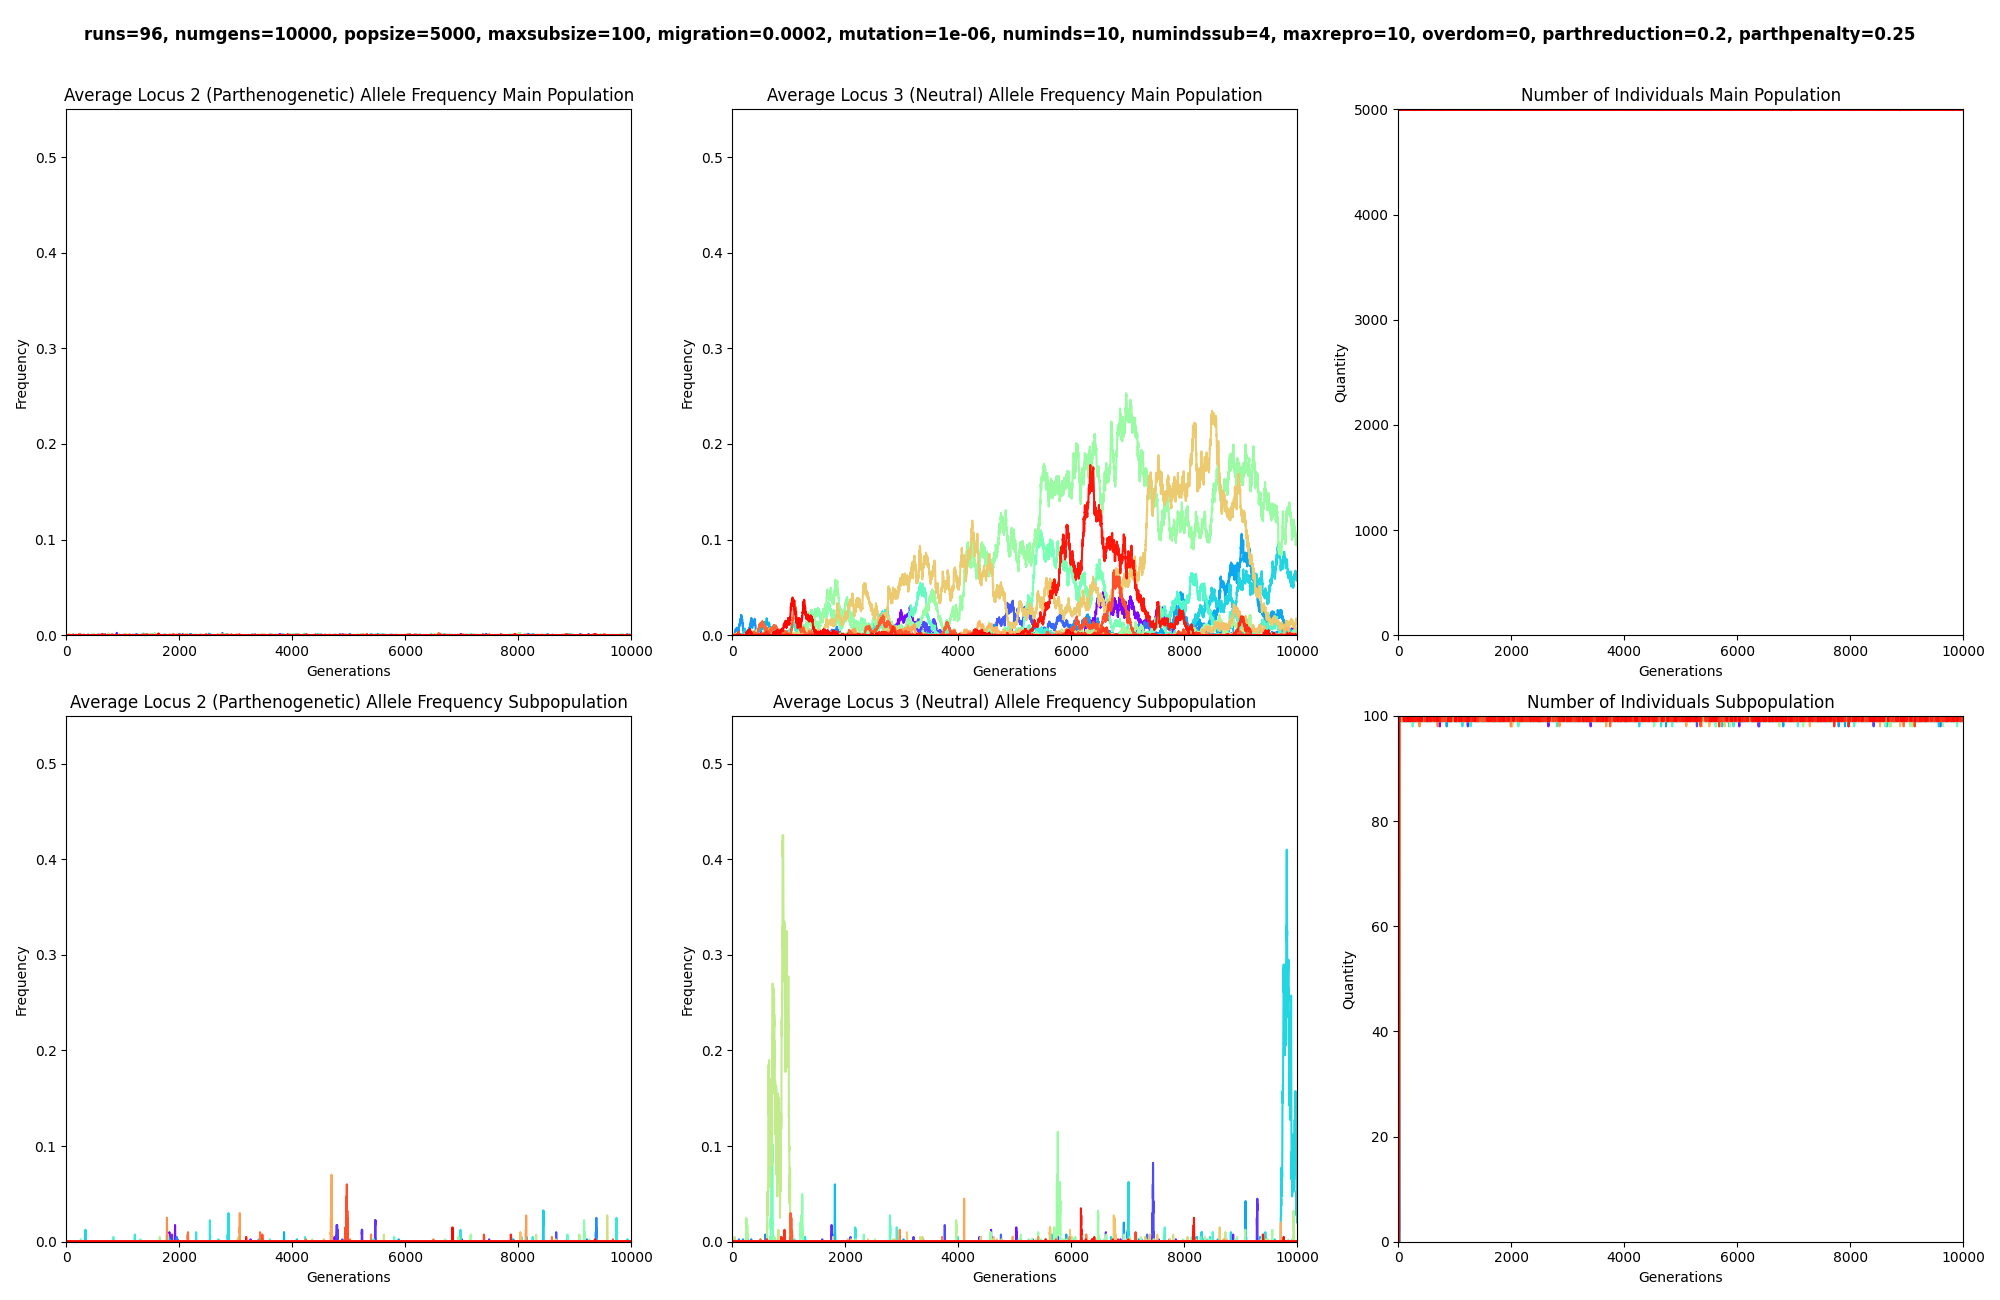 runs=96, numgens=10000, popsize=5000, maxsubsize=100, migration=0.0002, mutation=1e-06, numinds=10, numindssub=4, maxrepro=10, overdom=0, parthreduction=0.2, parthpenalty=0.25
Average Locus 2 (Parthenogenetic) Allele Frequency Main Population
0.5
0.4
0.3
0.2
0.1
0.0
Frequency
0 2000 4000 6000 8000 10000
Generations
Average Locus 3 (Neutral) Allele Frequency Main Population
0.5
0.4
0.3
0.2
0.1
0.0
Frequency
0 2000 4000 6000 8000 10000
Generations
Number of Individuals Main Population
5000
4000
3000
2000
1000
0
Quantity
0 2000 4000 6000 8000 10000
Generations
Average Locus 2 (Parthenogenetic) Allele Frequency Subpopulation
0.5
0.4
0.3
0.2
0.1
0.0
Frequency
0 2000 4000 6000 8000 10000
Generations
Average Locus 3 (Neutral) Allele Frequency Subpopulation
0.5
0.4
0.3
0.2
0.1
0.0
Frequency
0 2000 4000 6000 8000 10000
Generations
Number of Individuals Subpopulation
100
80
60
40
20
0
Quantity
0 2000 4000 6000 8000 10000
Generations